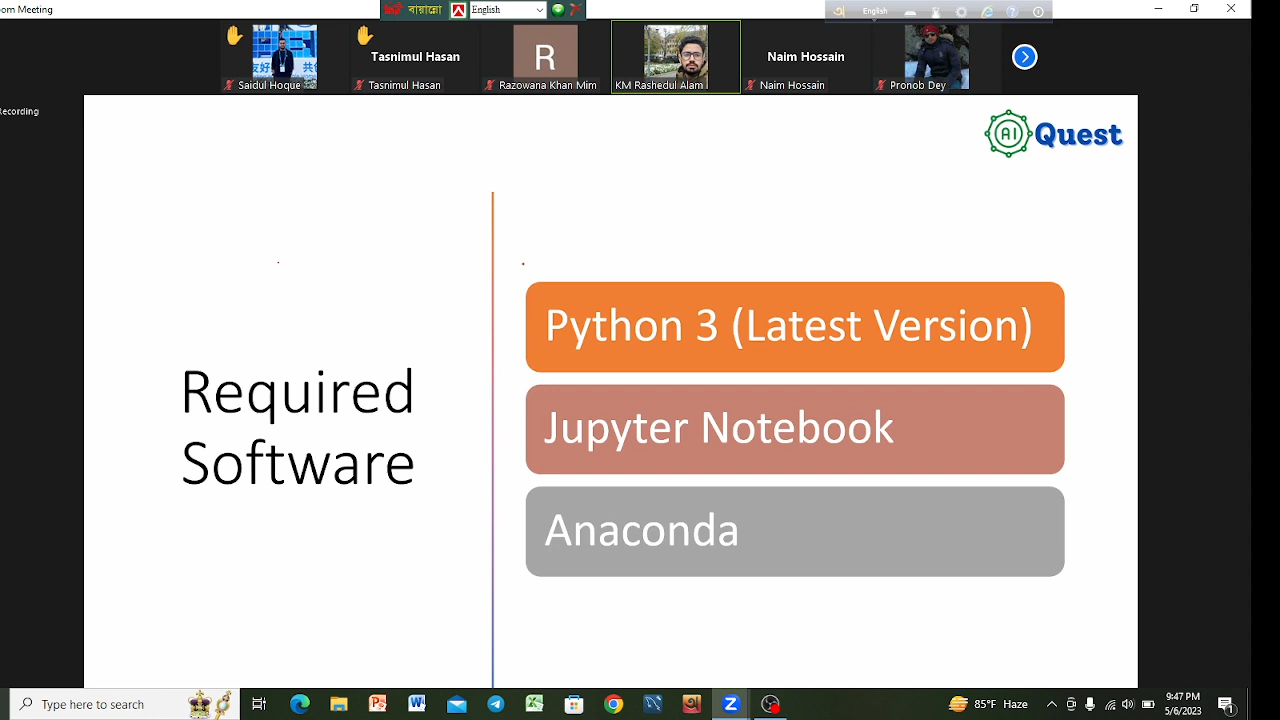 om Meeting
বায়ান্নো
English
অ English
Tasnimul Hasan
R
Naim Hossain
Saidul Hoque
Tasnimul Hasan
Razowana Khan Mim
KM Rashedul Alam
Naim Hossain
Pronob Dey
Recording
AI Quest
Python 3 (Latest Version)
Required
Software
Jupyter Notebook
Anaconda
Type here to search
85°F Haze
9:47 PM
5/6/2023